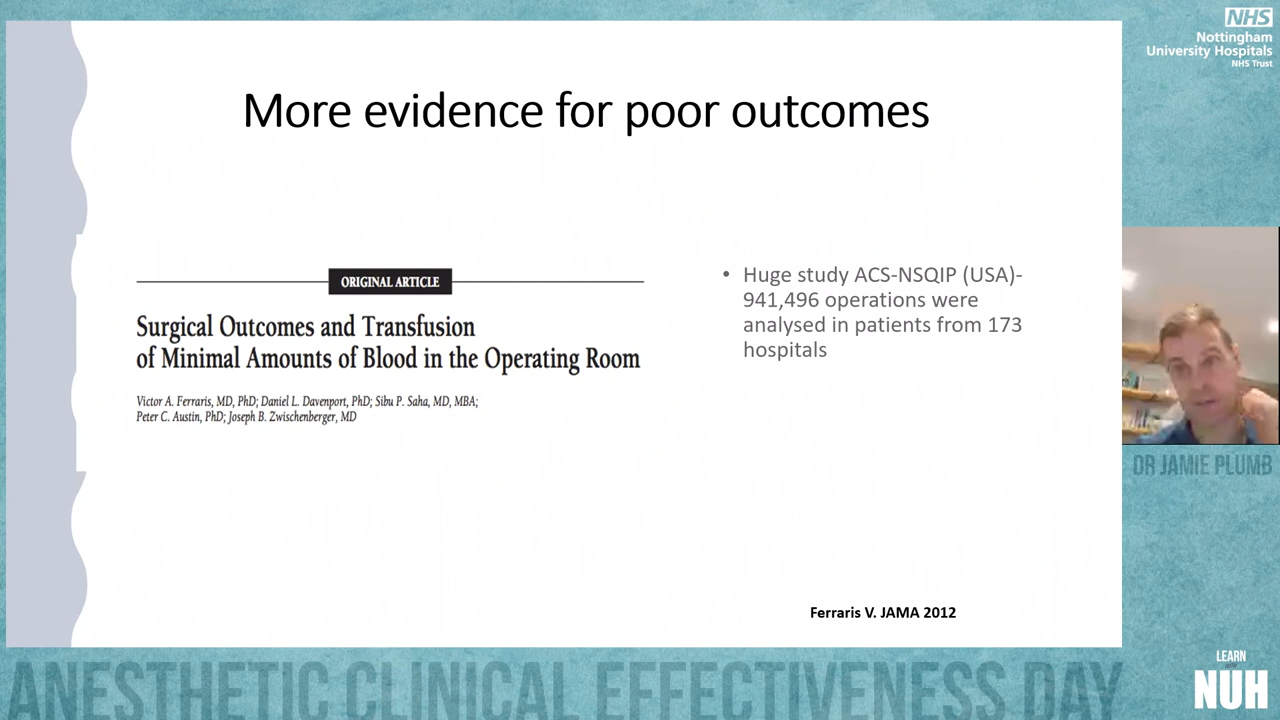 NHS
Nottingham
University Hospitals
NHS Trust
More evidence for poor outcomes
ORIGINAL ARTICLE
Surgical Outcomes and Transfusion
of Minimal Amounts of Blood in the Operating Room
Victor A. Ferraris, MD, PhD; Daniel L. Davenport, PhD; Sibu P. Saha, MD, MBA;
Peter C. Austin, PhD; Joseph B. Zwischenberger, MD
• Huge study ACS-NSQIP (USA)-
941,496 operations were
analysed in patients from 173
hospitals
Ferraris V. JAMA 2012
DR JAMIE PLUMB
ANESTHETIC CLINICAL EFFECTIVENESS DAY
LEARN
NUH